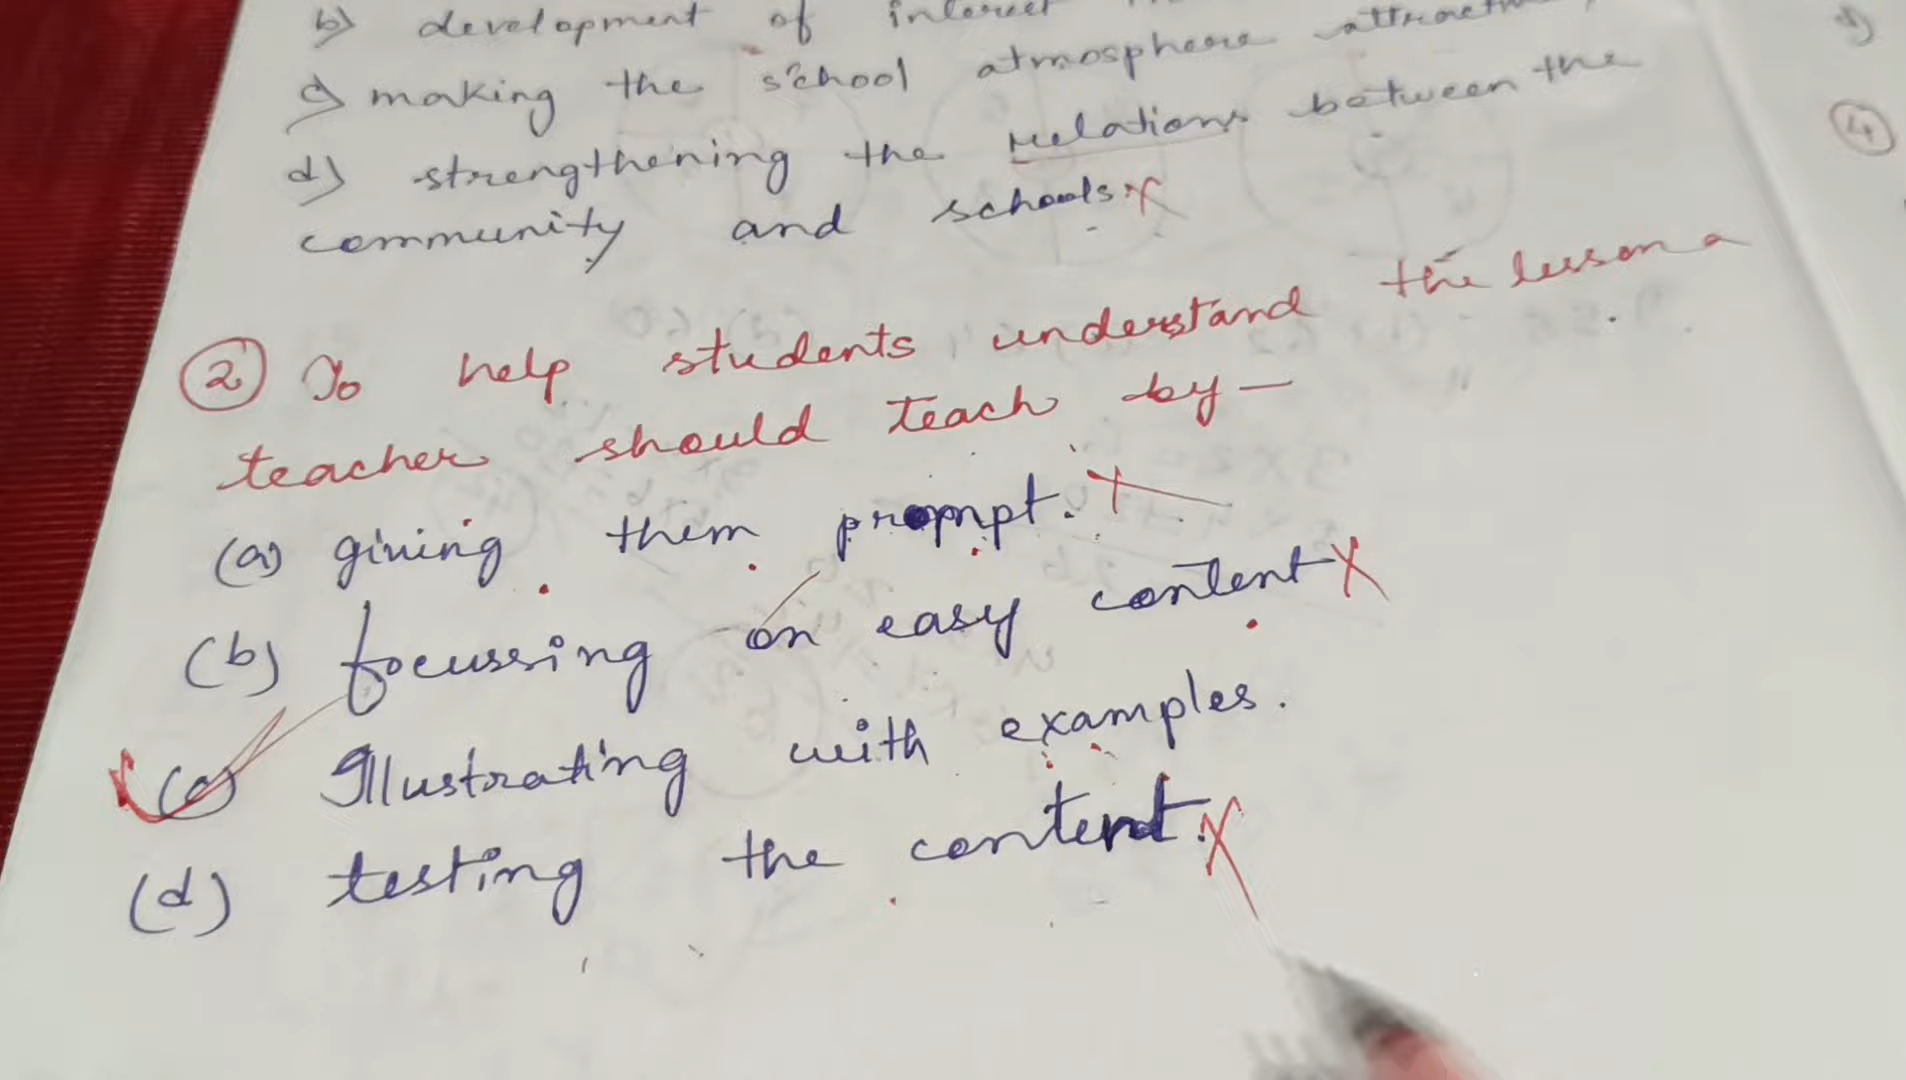 b) development of interest
c) making the school atmosphere
d) strengthening the relations between the
community and schools.
② To help students understand the lesson a
teacher should teach by—
(a) giving them prompt.
(b) focussing on easy content
(c) Illustrating with examples.
(d) testing the content.
④